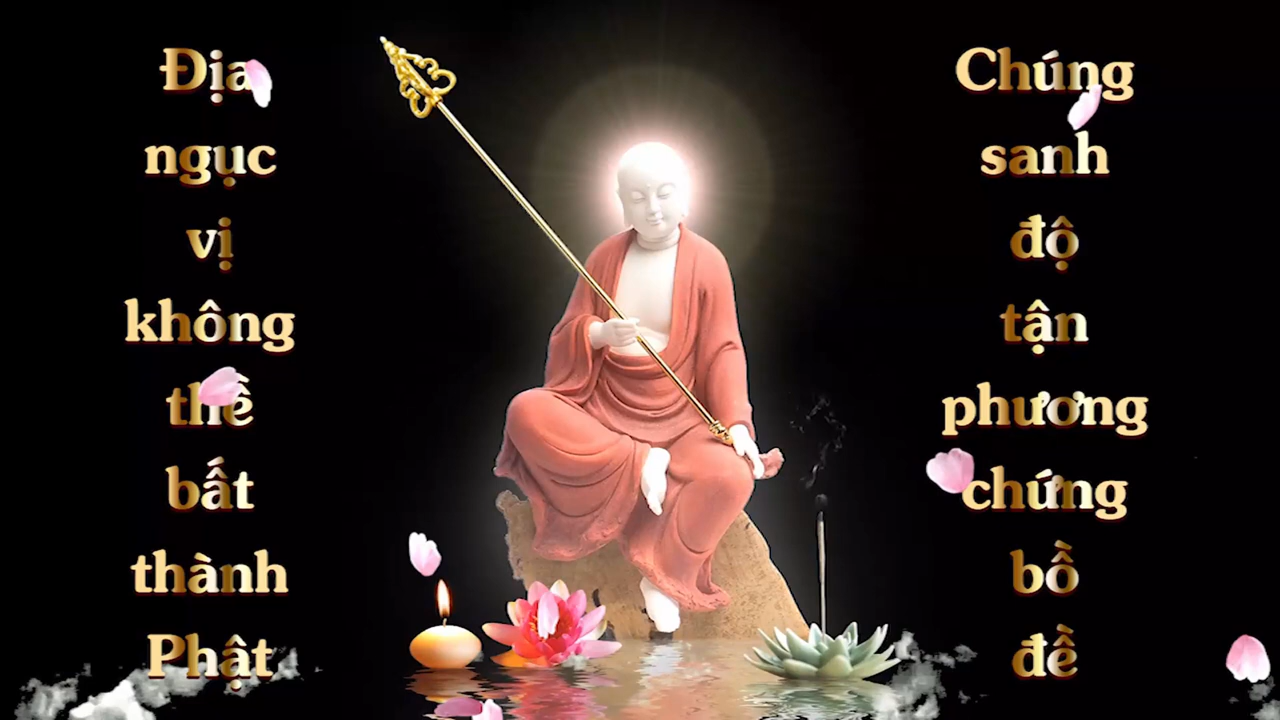 Địa
ngục
vị
không
thề
bất
thành
Phật
Chúng
sanh
độ
tận
phương
chứng
bồ
đề